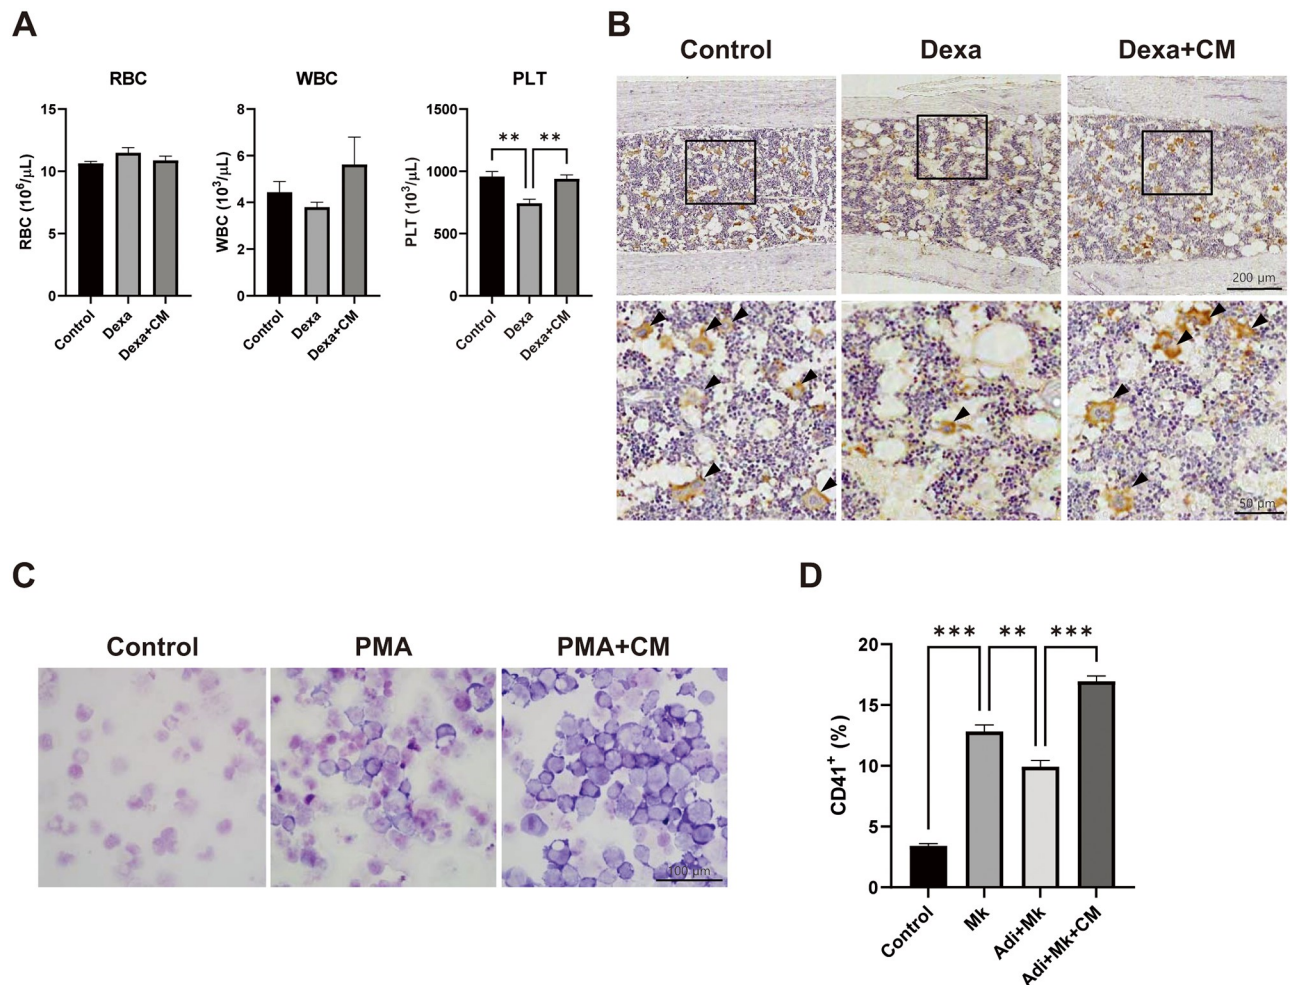 A
RBC
RBC (10⁶/μL)
15
10
5
0
Control
Dexa
Dexa+CM
WBC
WBC (10³/μL)
8
6
4
2
0
Control
Dexa
Dexa+CM
PLT
PLT (10³/μL)
1500
1000
500
0
** **
Control
Dexa
Dexa+CM
B
Control Dexa Dexa+CM
200 μm
50 μm
C
Control PMA PMA+CM
100 μm
D
*** ** ***
CD41⁺ (%)
20
15
10
5
0
Control
Mk
Adi+Mk
Adi+Mk+CM